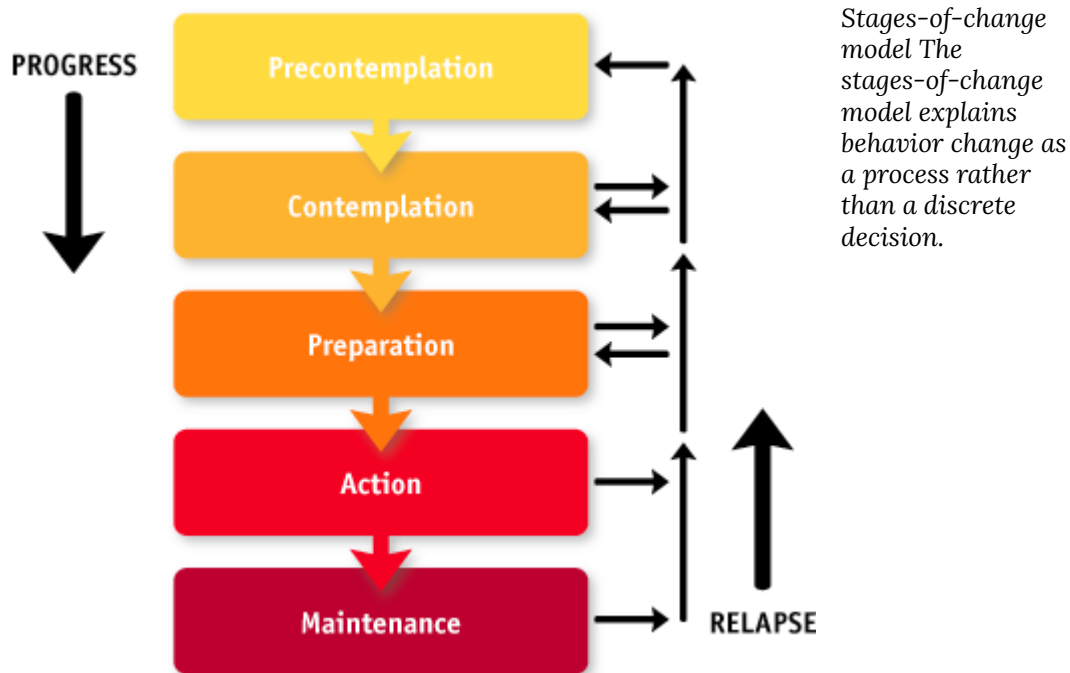 PROGRESS
Precontemplation
Contemplation
Preparation
Action
Maintenance
RELAPSE
Stages-of-change
model The
stages-of-change
model explains
behavior change as
a process rather
than a discrete
decision.